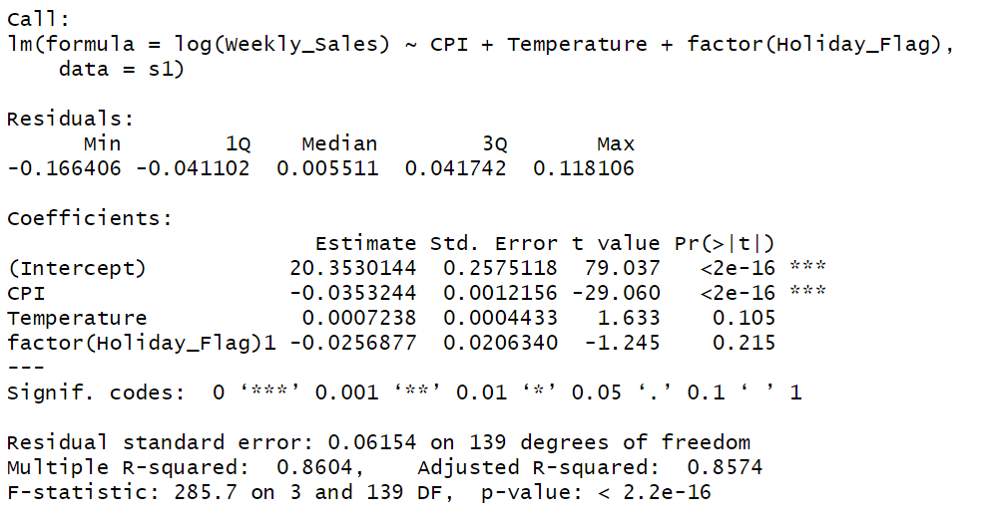 Call:
lm(formula = log(Weekly_Sales) ~ CPI + Temperature + factor(Holiday_Flag),
    data = s1)
Residuals:
      Min        1Q    Median        3Q       Max
-0.166406 -0.041102  0.005511  0.041742  0.118106
Coefficients:
                        Estimate Std. Error t value Pr(>|t|)
(Intercept)           20.3530144  0.2575118  79.037   <2e-16 ***
CPI                   -0.0353244  0.0012156 -29.060   <2e-16 ***
Temperature            0.0007238  0.0004433   1.633    0.105
factor(Holiday_Flag)1 -0.0256877  0.0206340  -1.245    0.215
---
Signif. codes:  0 ‘***’ 0.001 ‘**’ 0.01 ‘*’ 0.05 ‘.’ 0.1 ‘ ’ 1
Residual standard error: 0.06154 on 139 degrees of freedom
Multiple R-squared:  0.8604,    Adjusted R-squared:  0.8574
F-statistic: 285.7 on 3 and 139 DF,  p-value: < 2.2e-16